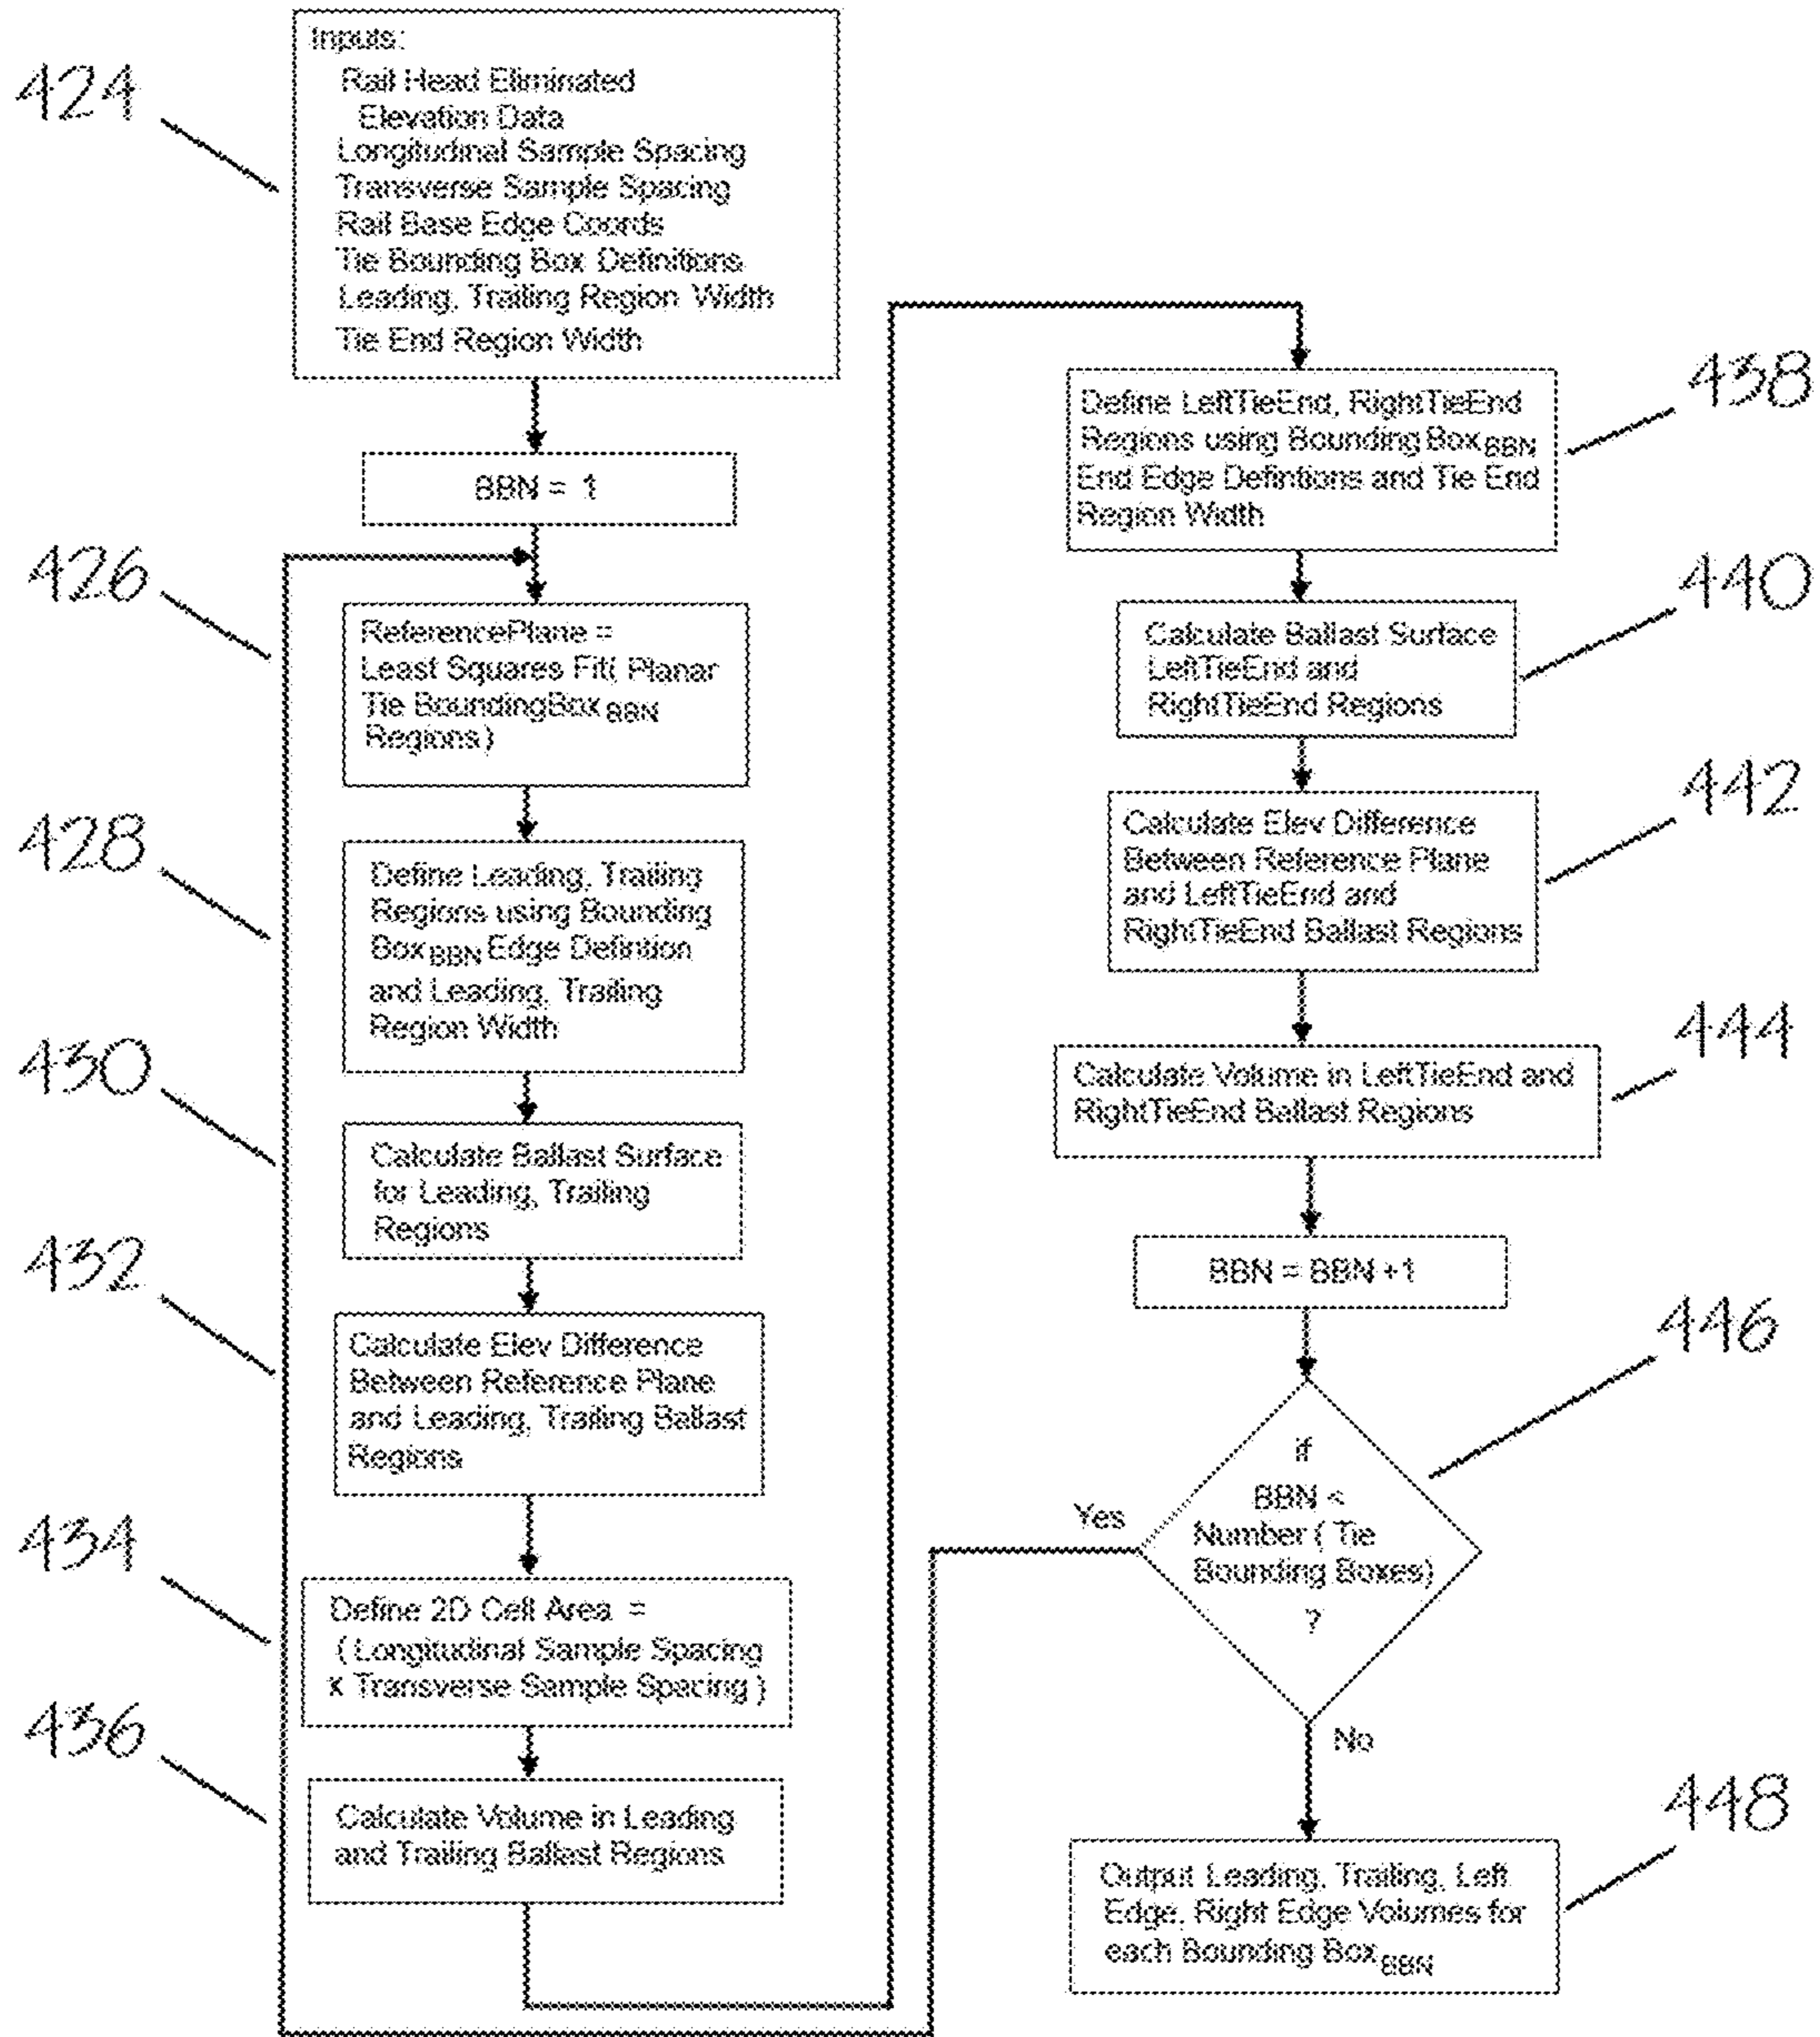 424
Inputs:
Rail Head Eliminated
Elevation Data
Longitudinal Sample Spacing
Transverse Sample Spacing
Rail Base Edge Coords
Tie Bounding Box Definitions
Leading, Trailing Region Width
Tie End Region Width
BBN = 1
426
ReferencePlane =
Least Squares Fit( Planar
Tie BoundingBox BBN
Regions)
428
Define Leading, Trailing
Regions using Bounding
Box BBN Edge Defintion
and Leading, Trailing
Region Width
430
Calculate Ballast Surface
for Leading, Trailing
Regions
432
Calculate Elev Difference
Between Reference Plane
and Leading, Trailing Ballast
Regions
434
Define 2D Cell Area =
( Longitudinal Sample Spacing
x Transverse Sample Spacing )
436
Calculate Volume in Leading
and Trailing Ballast Regions
438
Define LeftTieEnd, RightTieEnd
Regions using Bounding Box BBN
End Edge Defintions and Tie End
Region Width
440
Calculate Ballast Surface
LeftTieEnd and
RightTieEnd Regions
442
Calculate Elev Difference
Between Reference Plane
and LeftTieEnd and
RightTieEnd Ballast Regions
444
Calculate Volume in LeftTieEnd and
RightTieEnd Ballast Regions
BBN = BBN +1
446
if
BBN <
Number ( Tie
Bounding Boxes)
?
Yes
No
448
Output Leading, Trailing, Left
Edge, Right Edge Volumes for
each Bounding Box BBN